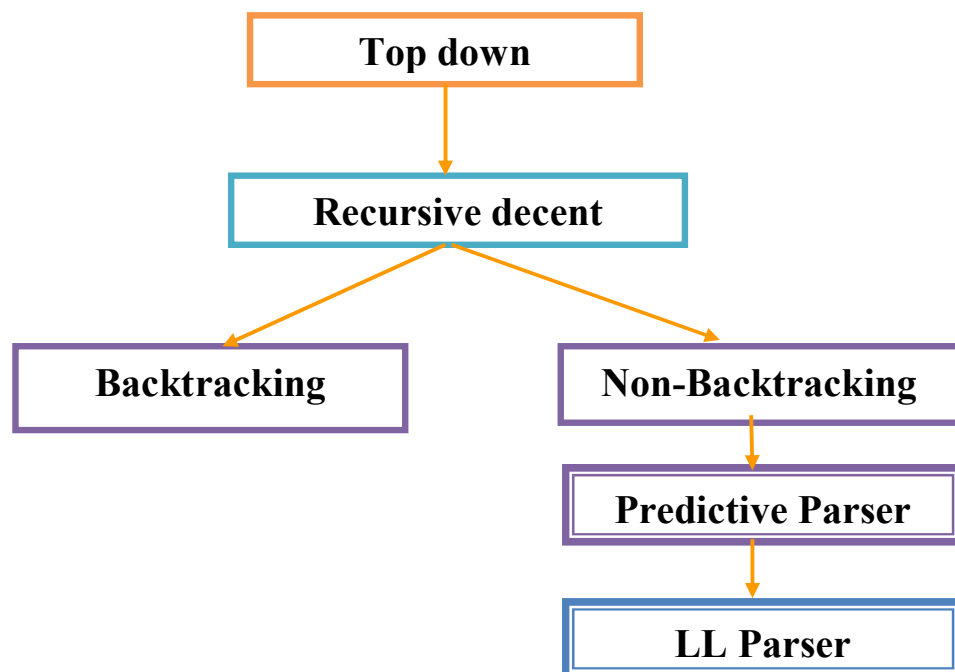 Top down
Recursive decent
Backtracking
Non-Backtracking
Predictive Parser
LL Parser